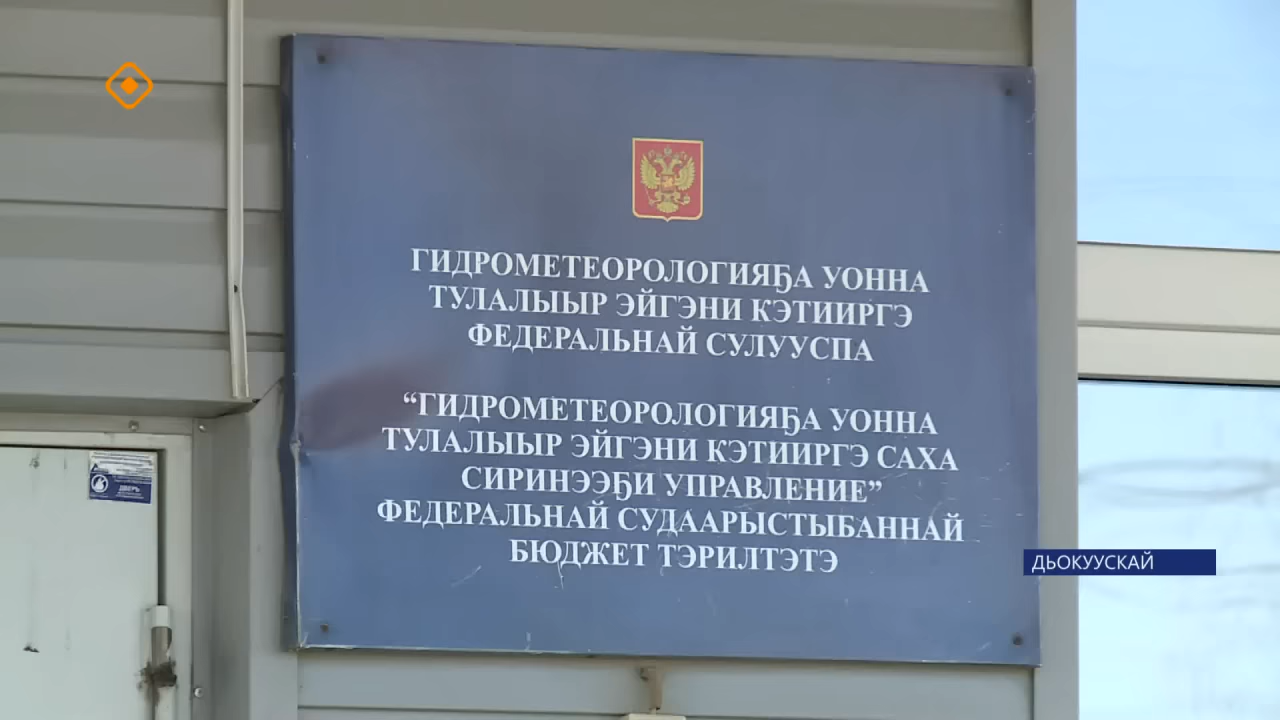 ГИДРОМЕТЕОРОЛОГИЯҔА УОННА
ТУЛАЛЫЫР ЭЙГЭНИ КЭТИИРГЭ
ФЕДЕРАЛЬНАЙ СУЛУУСПА
“ГИДРОМЕТЕОРОЛОГИЯҔА УОННА
ТУЛАЛЫЫР ЭЙГЭНИ КЭТИИРГЭ САХА
СИРИНЭЭҔИ УПРАВЛЕНИЕ”
ФЕДЕРАЛЬНАЙ СУДААРЫСТЫБАННАЙ
БЮДЖЕТ ТЭРИЛТЭТЭ
ДЬОКУУСКАЙ
ДВЕРЬ